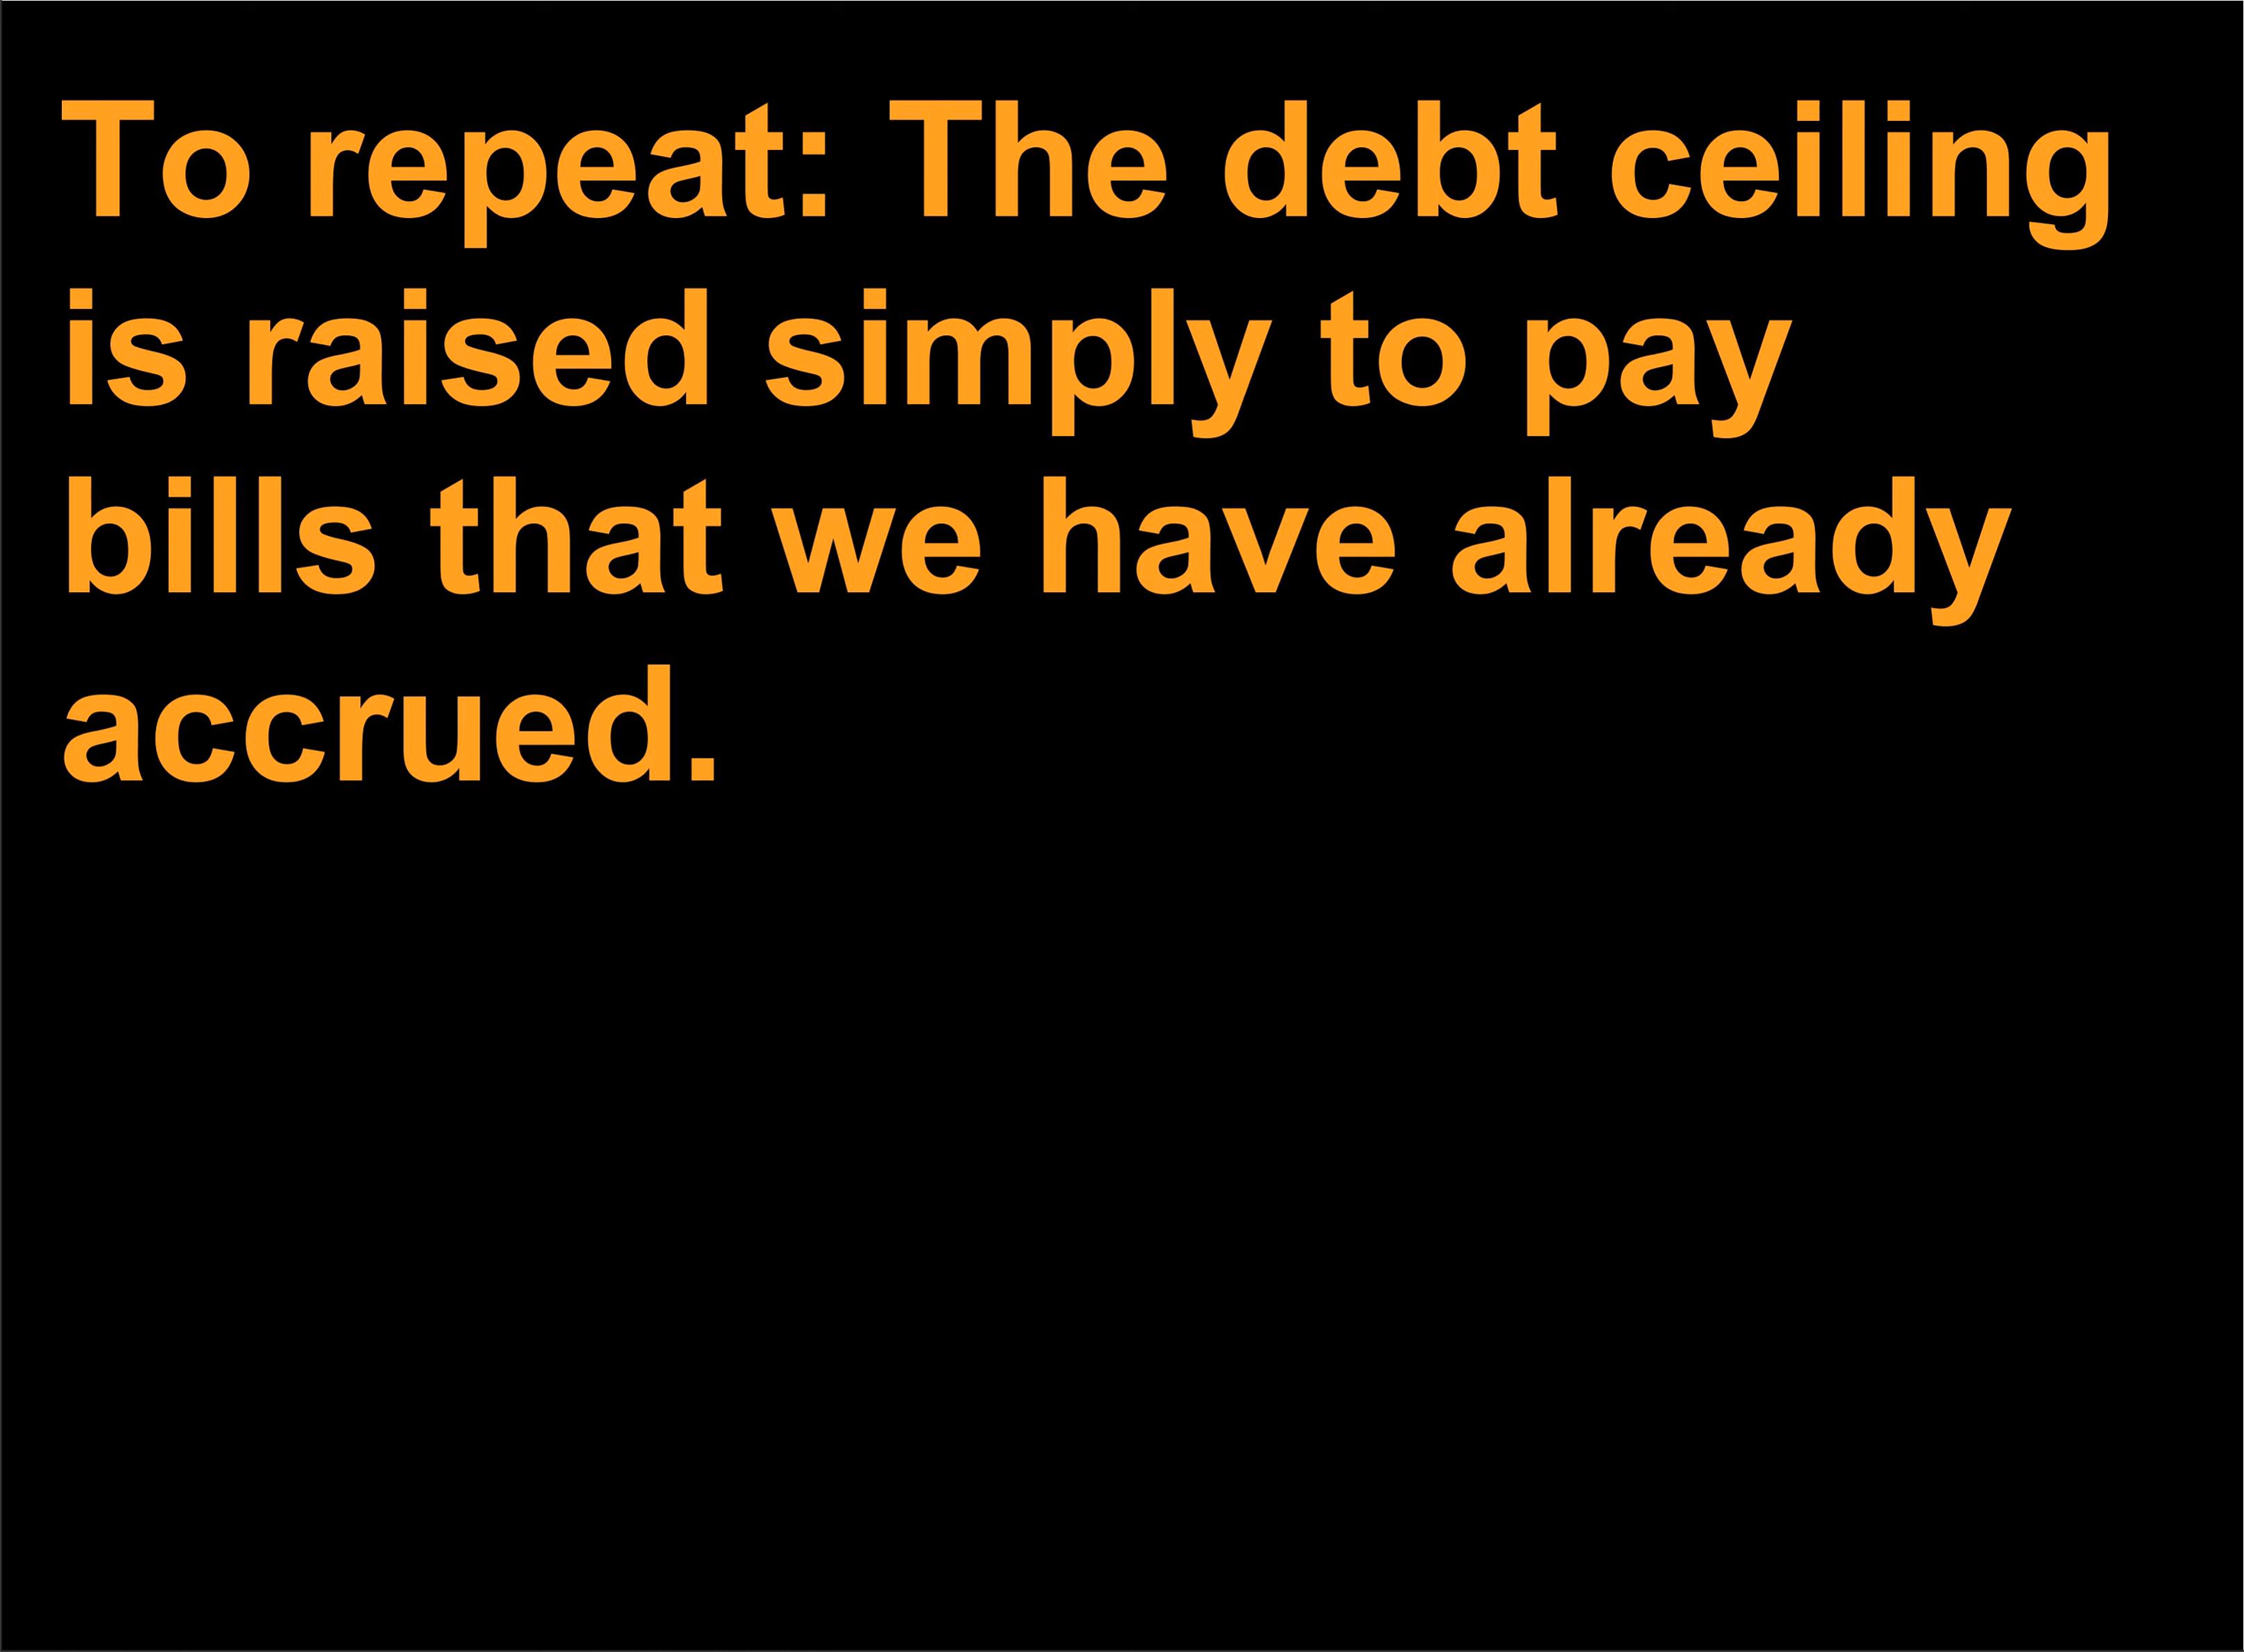 To repeat: The debt ceiling
is raised simply to pay
bills that we have already
accrued.